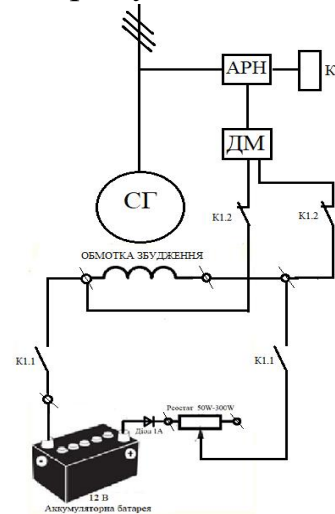 АРН
К
ДМ
СГ
К1.2
К1.2
ОБМОТКА ЗБУДЖЕННЯ
К1.1
К1.1
Реостат 50W-300W
Діод 1А
12 В
Аккумуляторна батарея